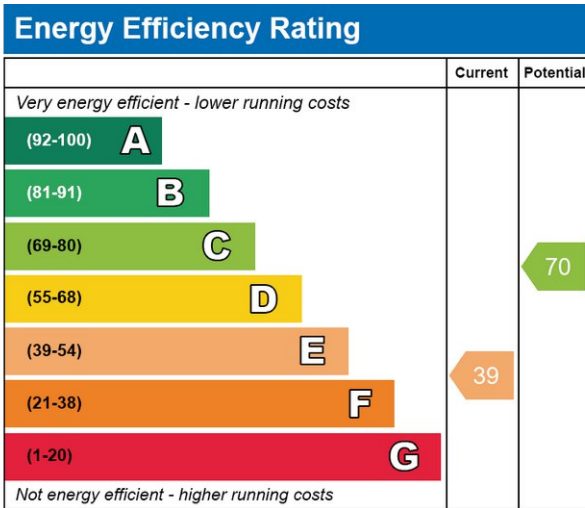 Energy Efficiency Rating
Current Potential
Very energy efficient - lower running costs
(92-100) A
(81-91) B
(69-80) C
70
(55-68) D
(39-54) E
39
(21-38) F
(1-20) G
Not energy efficient - higher running costs